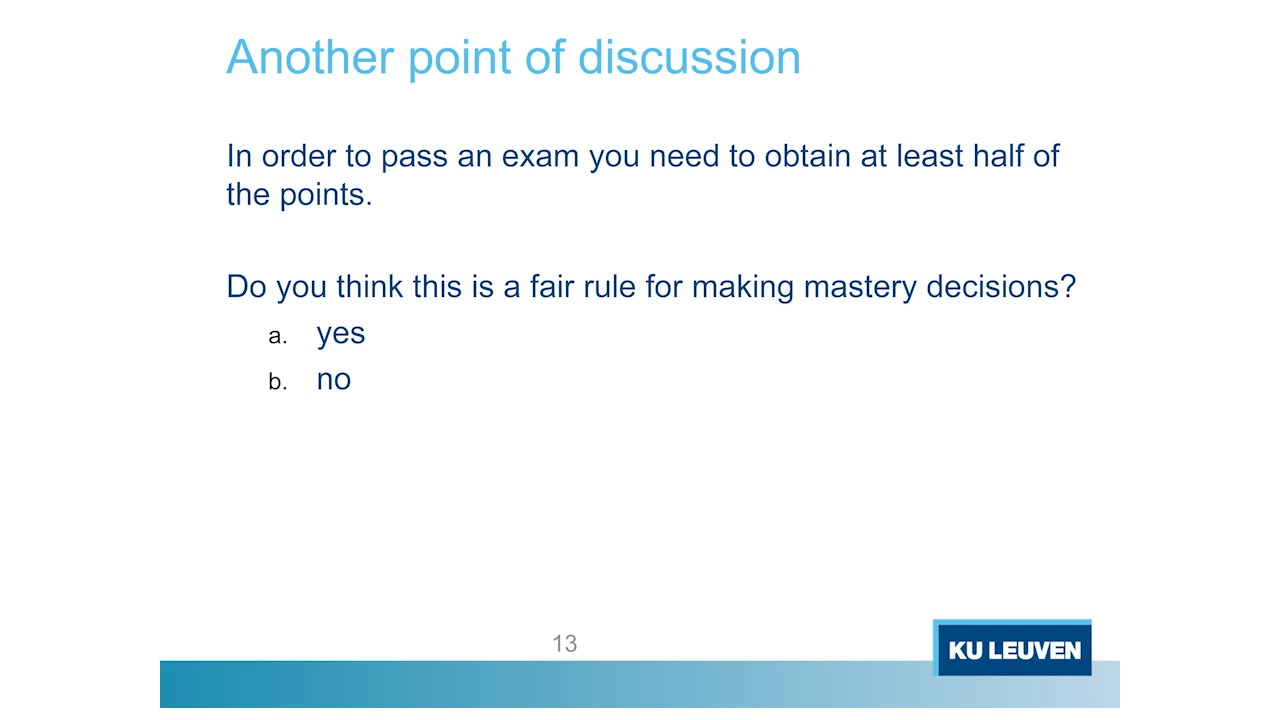 Another point of discussion
In order to pass an exam you need to obtain at least half of
the points.
Do you think this is a fair rule for making mastery decisions?
a. yes
b. no
13
KU LEUVEN